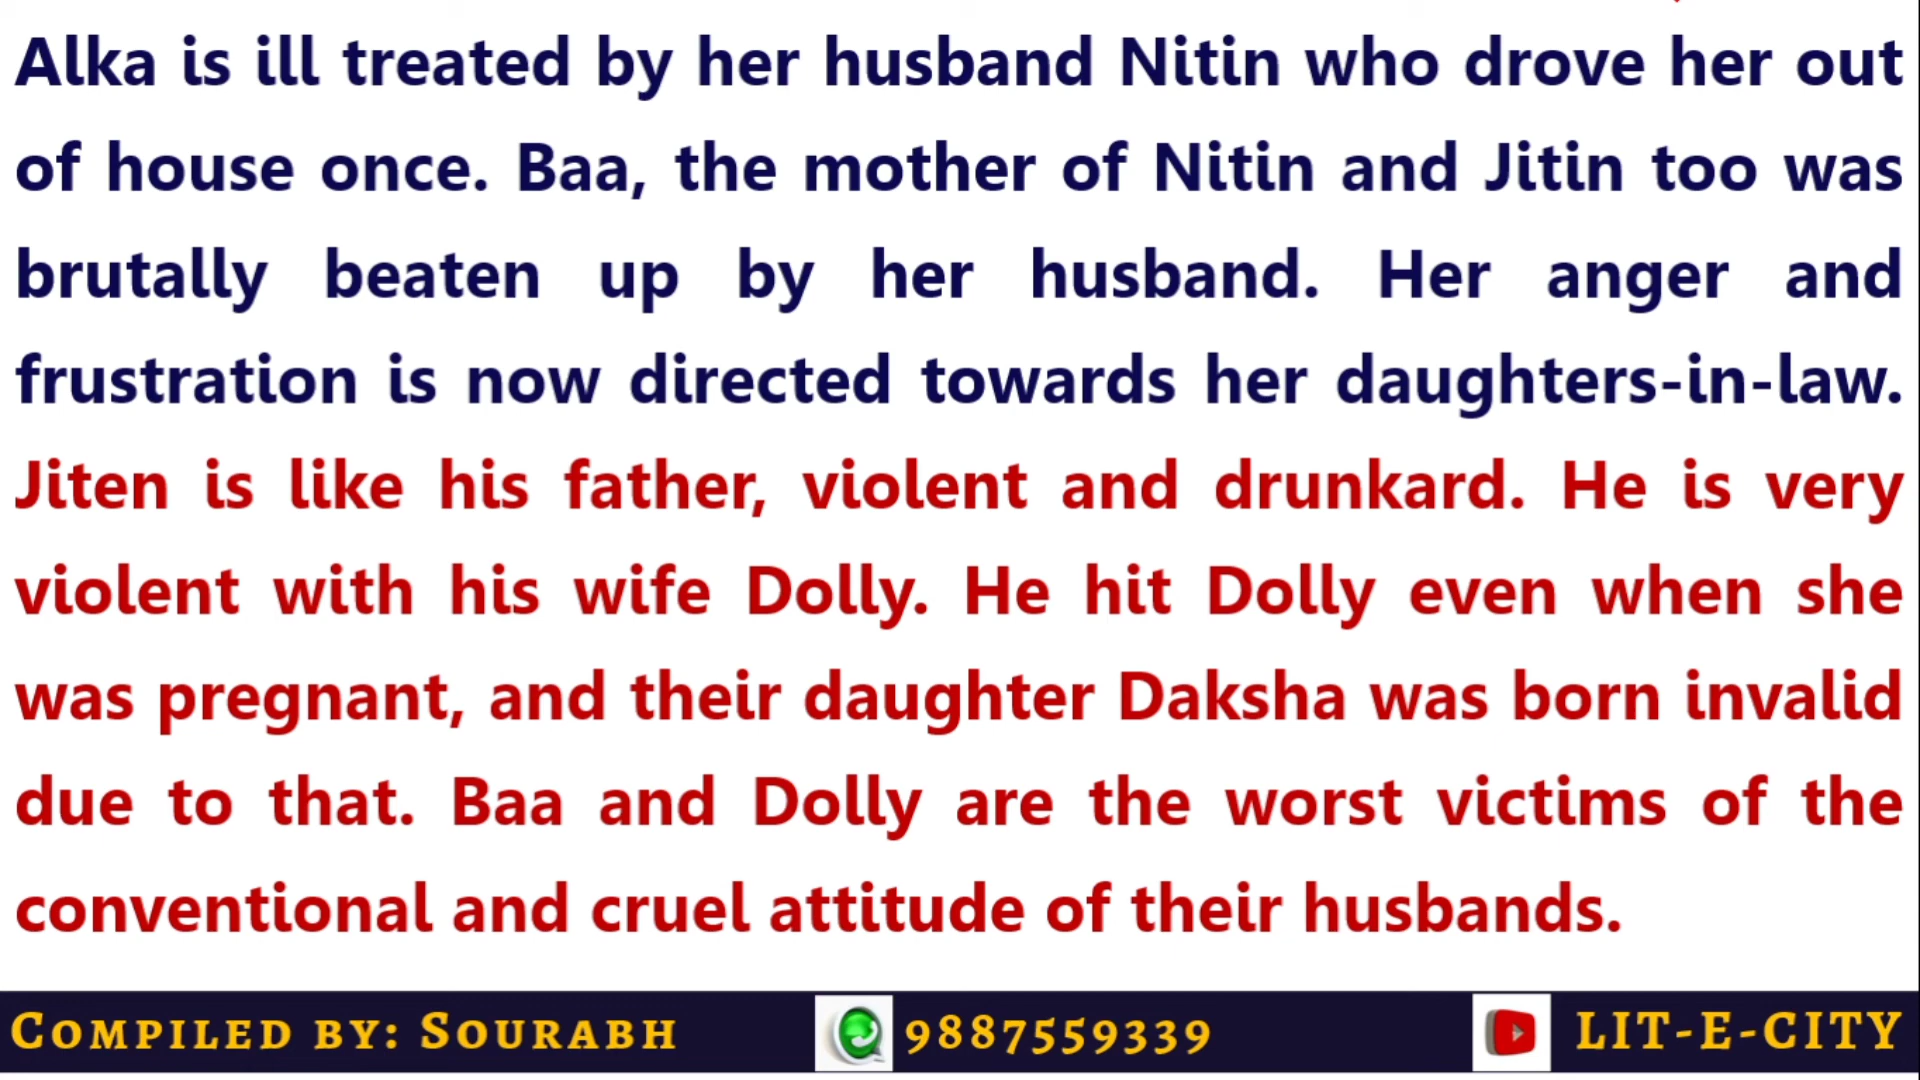 Alka is ill treated by her husband Nitin who drove her out
of house once. Baa, the mother of Nitin and Jitin too was
brutally beaten up by her husband. Her anger and
frustration is now directed towards her daughters-in-law.
Jiten is like his father, violent and drunkard. He is very
violent with his wife Dolly. He hit Dolly even when she
was pregnant, and their daughter Daksha was born invalid
due to that. Baa and Dolly are the worst victims of the
conventional and cruel attitude of their husbands.
COMPILED BY: SOURABH 9887559339 LIT-E-CITY